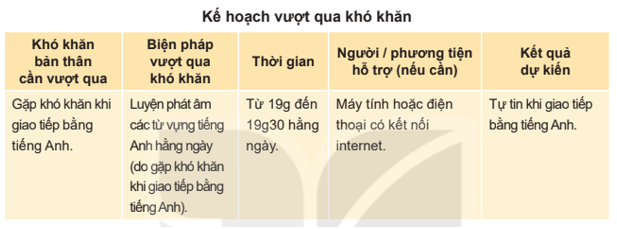 Kế hoạch vượt qua khó khăn
Khó khăn
bản thân
cần vượt qua
Biện pháp
vượt qua
khó khăn
Thời gian
Người / phương tiện
hỗ trợ (nếu cần)
Kết quả
dự kiến
Gặp khó khăn khi
giao tiếp bằng
tiếng Anh.
Luyện phát âm
các từ vựng tiếng
Anh hằng ngày
(do gặp khó khăn
khi giao tiếp bằng
tiếng Anh).
Từ 19g đến
19g30 hằng
ngày.
Máy tính hoặc điện
thoại có kết nối
internet.
Tự tin khi giao tiếp
bằng tiếng Anh.